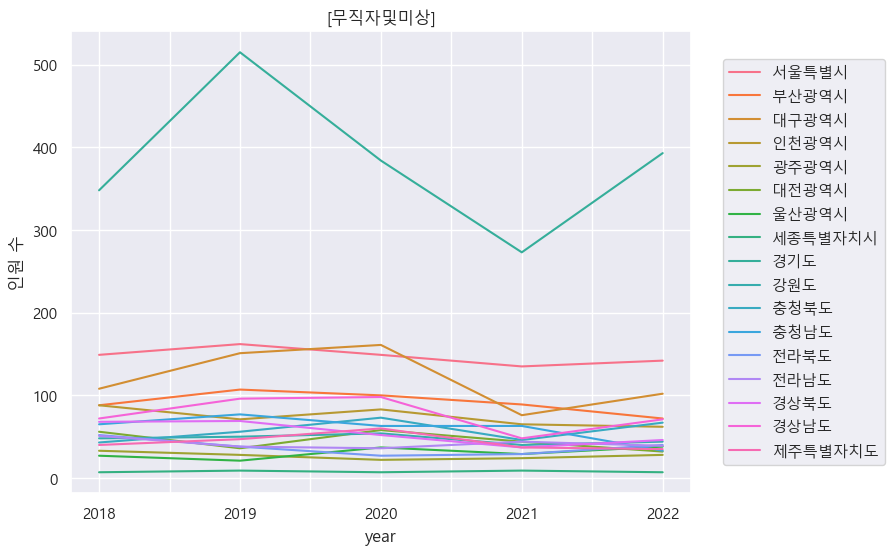 [무직자및미상]
500
400
300
200
100
0
인원 수
2018 2019 2020 2021 2022
year
서울특별시
부산광역시
대구광역시
인천광역시
광주광역시
대전광역시
울산광역시
세종특별자치시
경기도
강원도
충청북도
충청남도
전라북도
전라남도
경상북도
경상남도
제주특별자치도